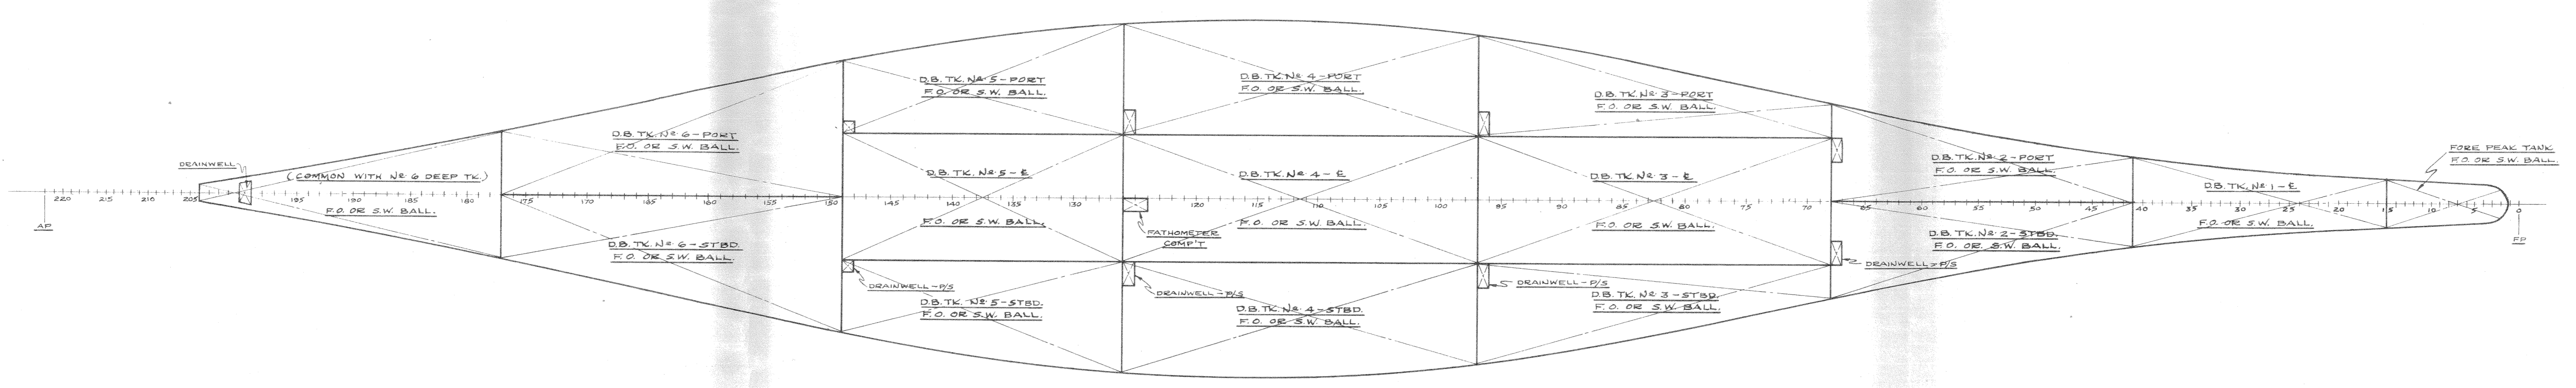 D.B. TK. No. 5 – PORT
F.O. OR S.W. BALL.
D.B. TK. No. 4 – PORT
F.O. OR S.W. BALL.
D.B. TK. No. 3 – PORT
F.O. OR S.W. BALL.
D.B. TK. No. 6 – PORT
F.O. OR S.W. BALL.
D.B. TK. No. 2 – PORT
F.O. OR S.W. BALL.
FORE PEAK TANK
F.O. OR S.W. BALL.
DRAINWELL
(COMMON WITH No. 6 DEEP TK.)
F.O. OR S.W. BALL.
D.B. TK. No. 5 – ℄
F.O. OR S.W. BALL.
D.B. TK. No. 4 – ℄
F.O. OR S.W. BALL.
D.B. TK. No. 3 – ℄
F.O. OR S.W. BALL.
D.B. TK. No. 1 – ℄
F.O. OR S.W. BALL.
220 215 210 205 195 190 185 175 170 165 160 155 150 145 135 130 120 115 110 105 100 95 85 80 75 70 65 60 55 50 45 40 35 30 25 20 15 10 5 0
AP
FP
FATHOMETER
COMP'T
D.B. TK. No. 6 – STBD.
F.O. OR S.W. BALL.
D.B. TK. No. 2 – STBD.
F.O. OR S.W. BALL.
DRAINWELL – P/S
DRAINWELL – P/S
DRAINWELL – P/S
DRAINWELL – P/S
D.B. TK. No. 5 – STBD.
F.O. OR S.W. BALL.
D.B. TK. No. 4 – STBD.
F.O. OR S.W. BALL.
D.B. TK. No. 3 – STBD.
F.O. OR S.W. BALL.